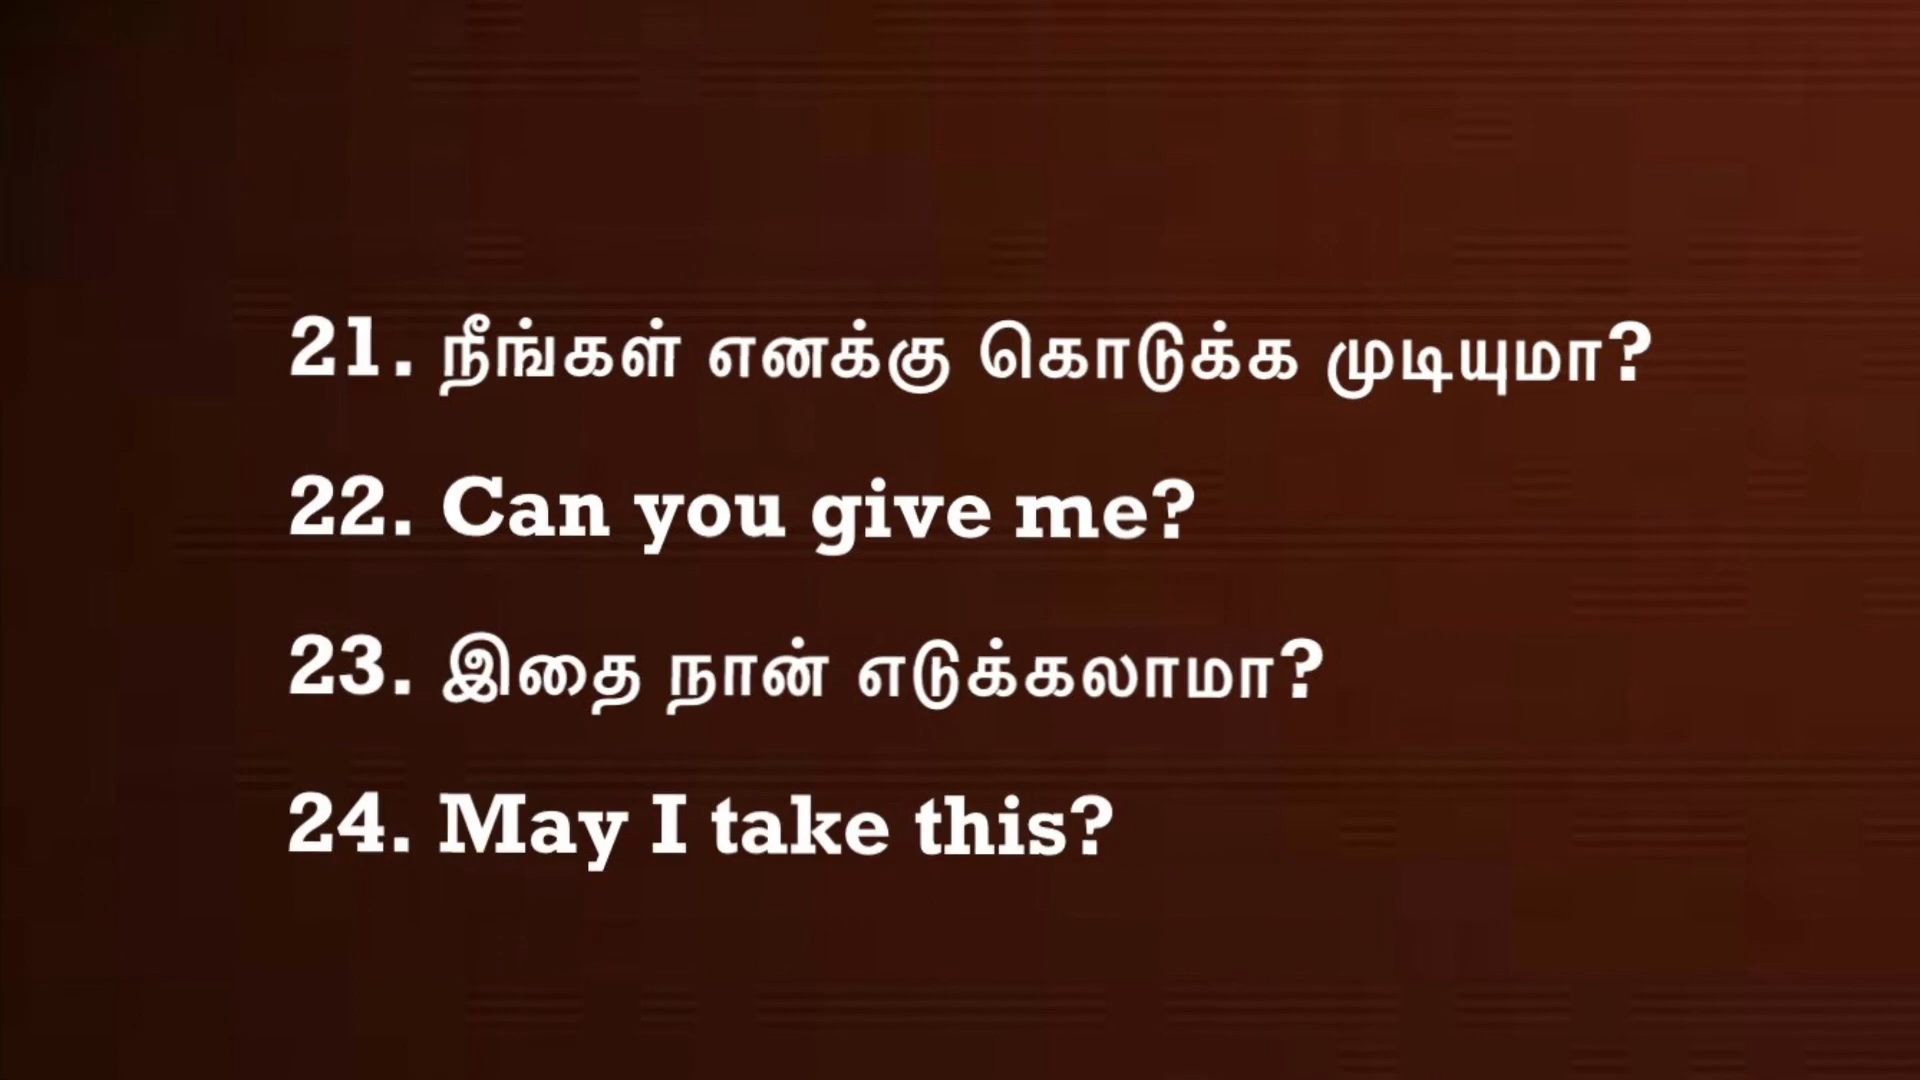 21. நீங்கள் எனக்கு கொடுக்க முடியுமா?
22. Can you give me?
23. இதை நான் எடுக்கலாமா?
24. May I take this?